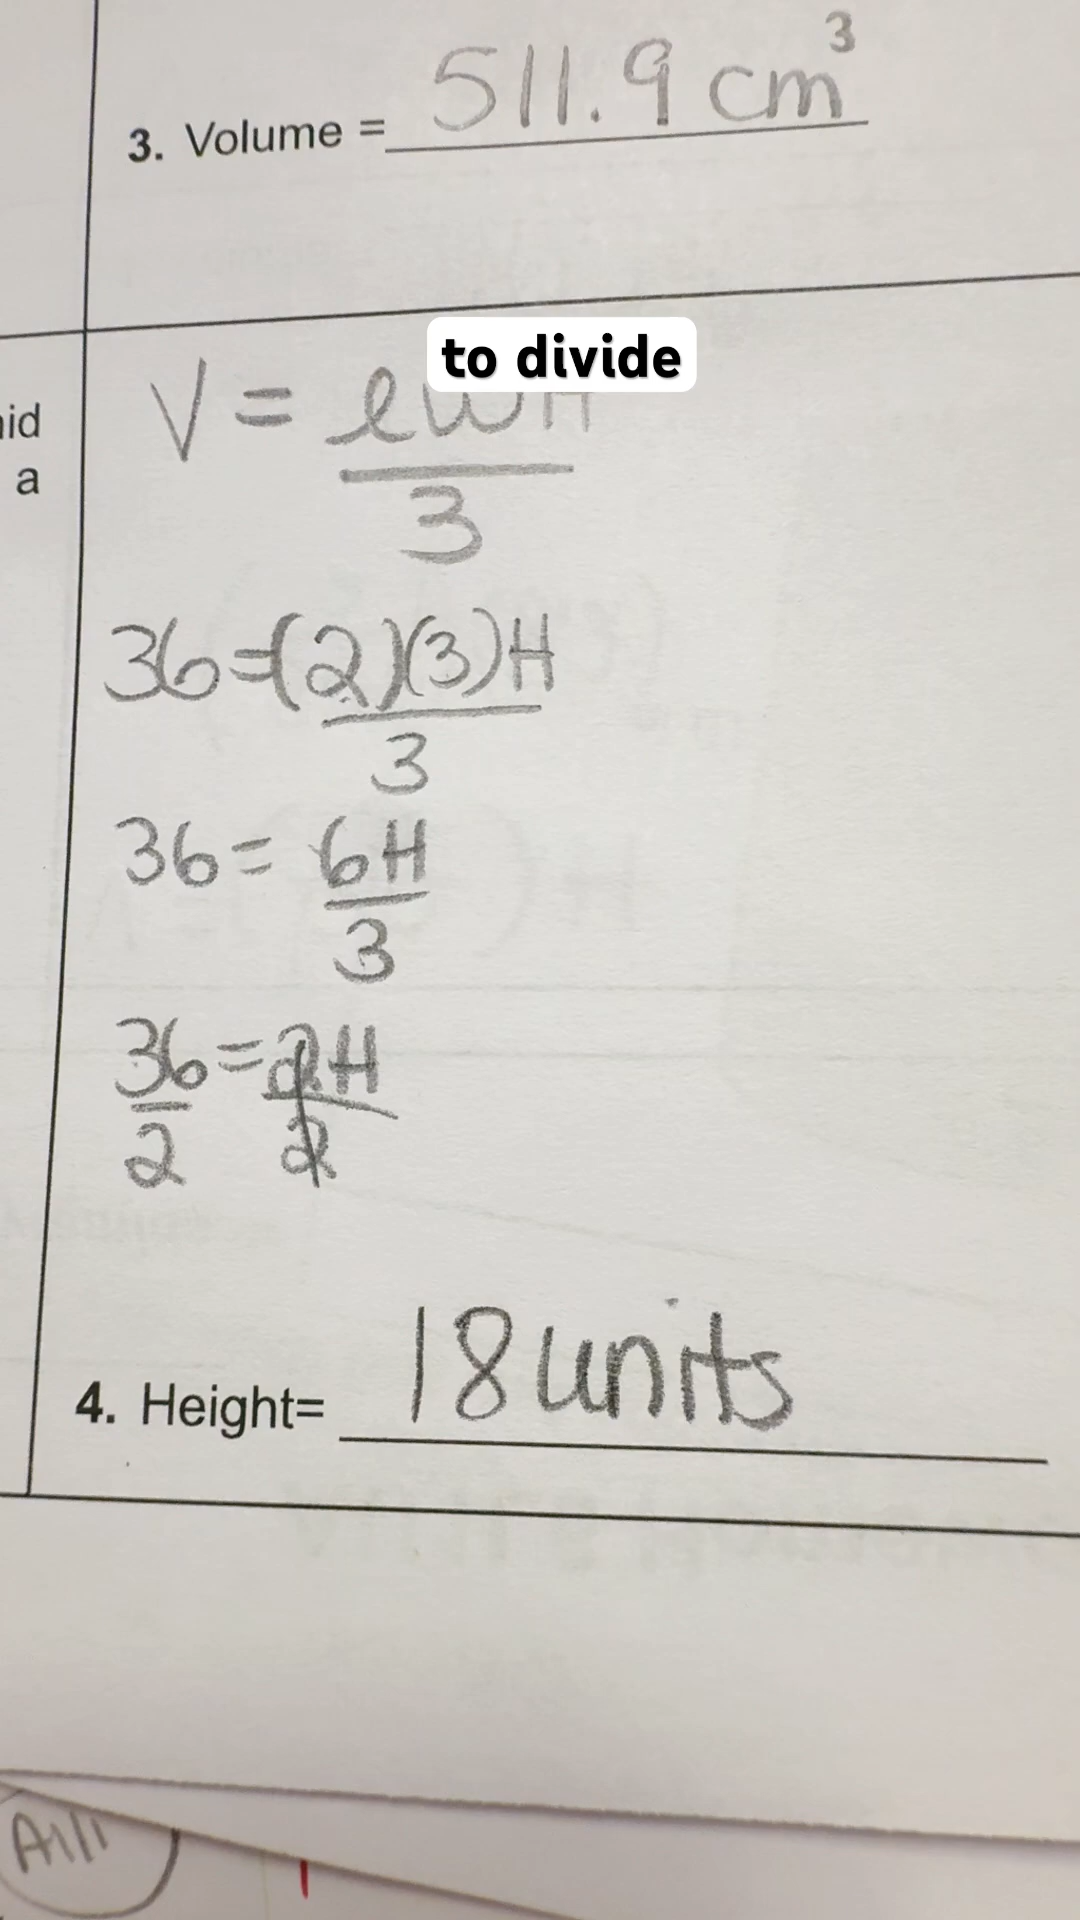 3. Volume = 511.9 cm³
to divide
id
a
V = lwH
3
36=(2)(3)H
3
36= 6H
3
36=2H
2 2
4. Height= 18 units